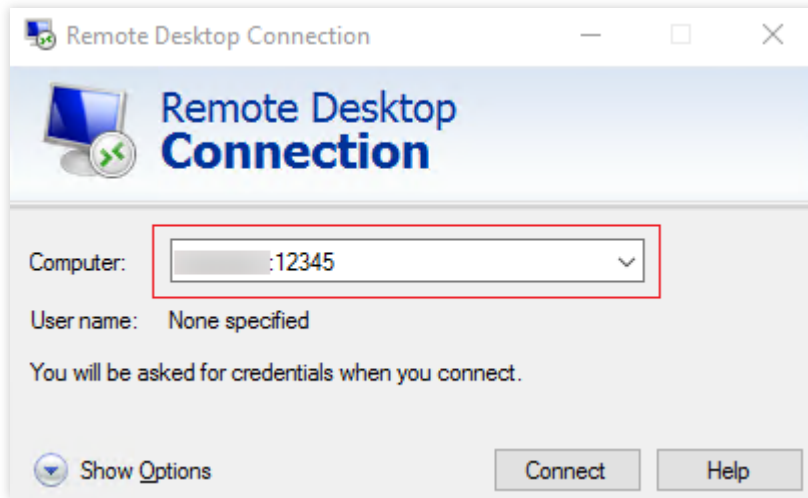 Remote Desktop Connection
Remote Desktop
Connection
Computer: :12345
User name: None specified
You will be asked for credentials when you connect.
Show Options Connect Help